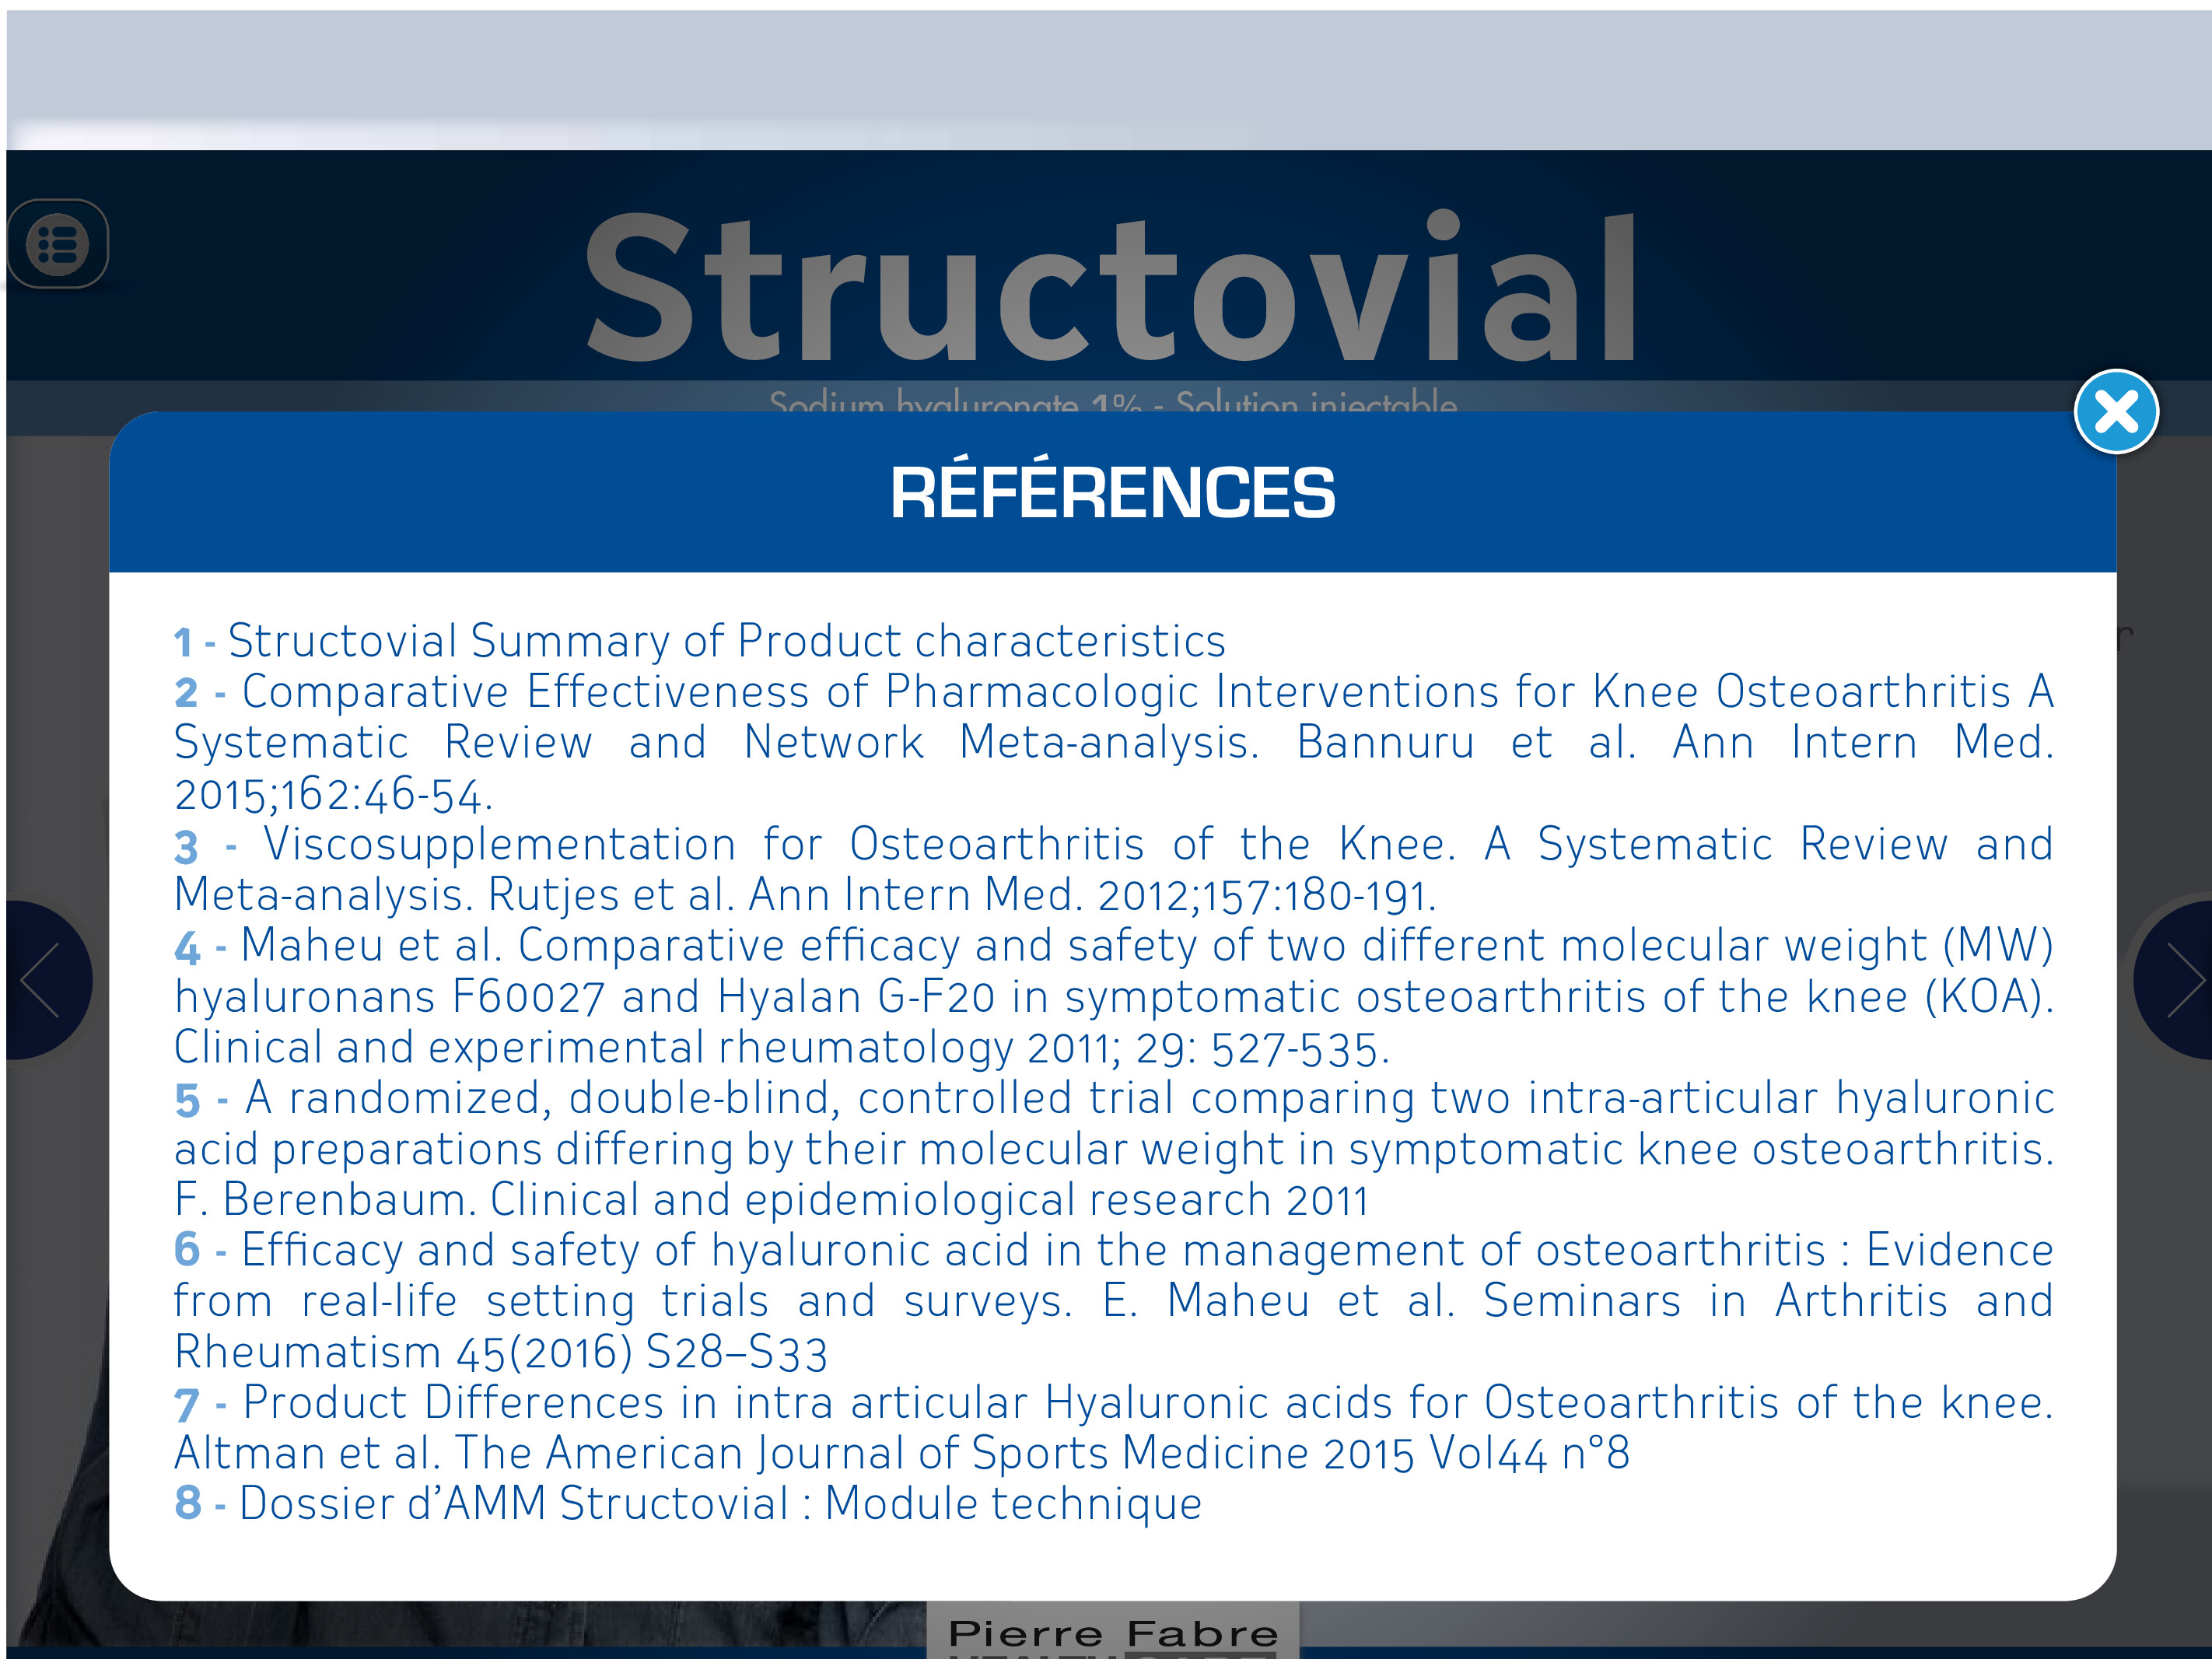 Structovial
Sodium hyaluronate 1% - Solution injectable
RÉFÉRENCES
1 - Structovial Summary of Product characteristics
2 - Comparative Effectiveness of Pharmacologic Interventions for Knee Osteoarthritis A
Systematic Review and Network Meta-analysis. Bannuru et al. Ann Intern Med.
2015;162:46-54.
3 - Viscosupplementation for Osteoarthritis of the Knee. A Systematic Review and
Meta-analysis. Rutjes et al. Ann Intern Med. 2012;157:180-191.
4 - Maheu et al. Comparative efficacy and safety of two different molecular weight (MW)
hyaluronans F60027 and Hyalan G-F20 in symptomatic osteoarthritis of the knee (KOA).
Clinical and experimental rheumatology 2011; 29: 527-535.
5 - A randomized, double-blind, controlled trial comparing two intra-articular hyaluronic
acid preparations differing by their molecular weight in symptomatic knee osteoarthritis.
F. Berenbaum. Clinical and epidemiological research 2011
6 - Efficacy and safety of hyaluronic acid in the management of osteoarthritis : Evidence
from real-life setting trials and surveys. E. Maheu et al. Seminars in Arthritis and
Rheumatism 45(2016) S28–S33
7 - Product Differences in intra articular Hyaluronic acids for Osteoarthritis of the knee.
Altman et al. The American Journal of Sports Medicine 2015 Vol44 n°8
8 - Dossier d’AMM Structovial : Module technique
Pierre Fabre